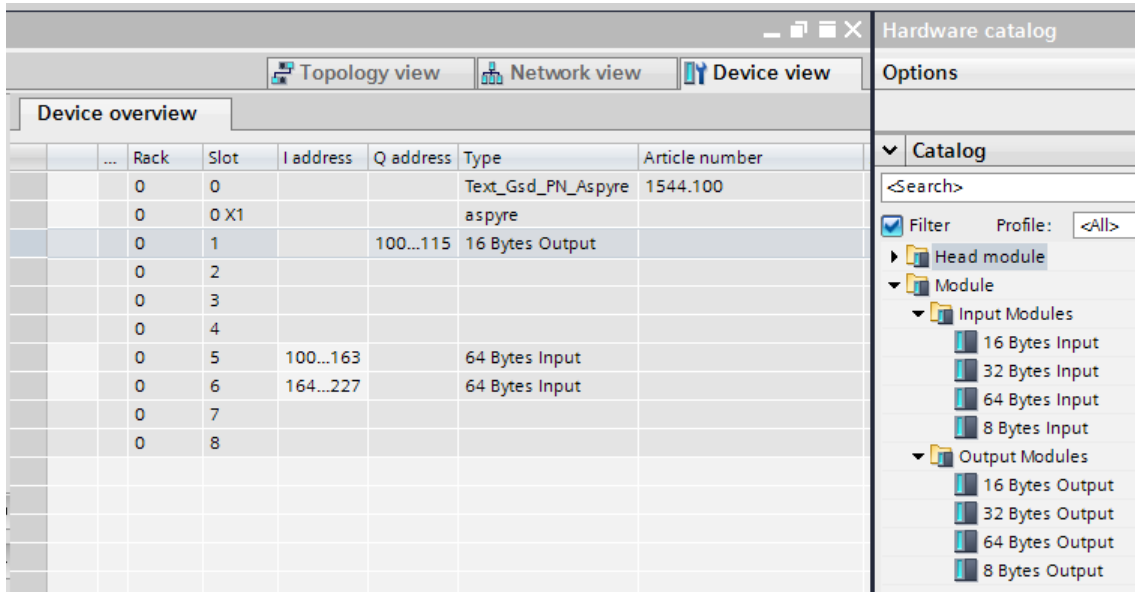 Hardware catalog
Topology view Network view Device view
Options
Device overview
... Rack Slot I address Q address Type Article number
0 0 Text_Gsd_PN_Aspyre 1544.100
0 0 X1 aspyre
0 1 100...115 16 Bytes Output
0 2
0 3
0 4
0 5 100...163 64 Bytes Input
0 6 164...227 64 Bytes Input
0 7
0 8
Catalog
<Search>
Filter Profile: <All>
Head module
Module
Input Modules
16 Bytes Input
32 Bytes Input
64 Bytes Input
8 Bytes Input
Output Modules
16 Bytes Output
32 Bytes Output
64 Bytes Output
8 Bytes Output